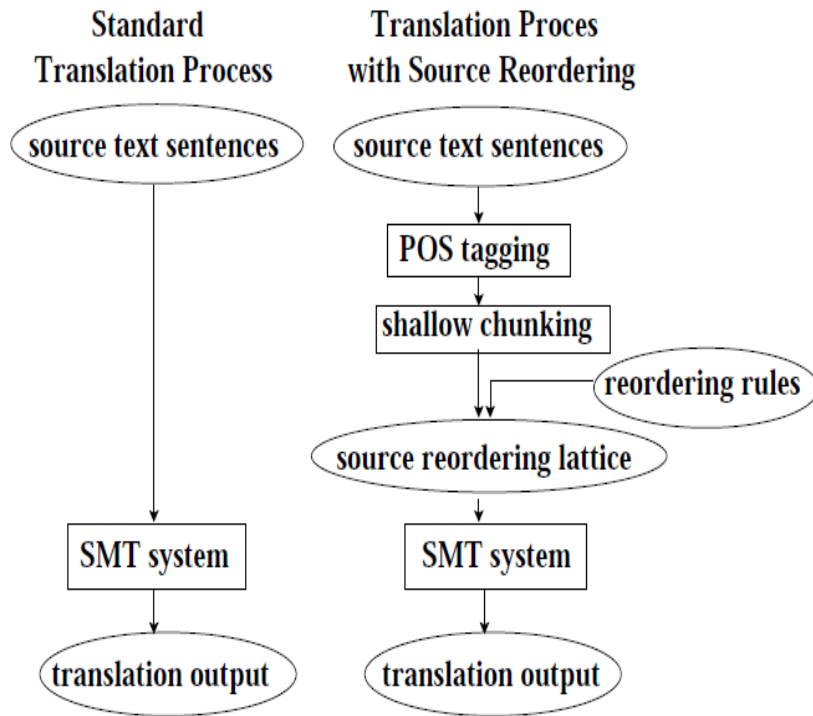 Standard
Translation Process
source text sentences
SMT system
translation output
Translation Proces
with Source Reordering
source text sentences
POS tagging
shallow chunking
reordering rules
source reordering lattice
SMT system
translation output